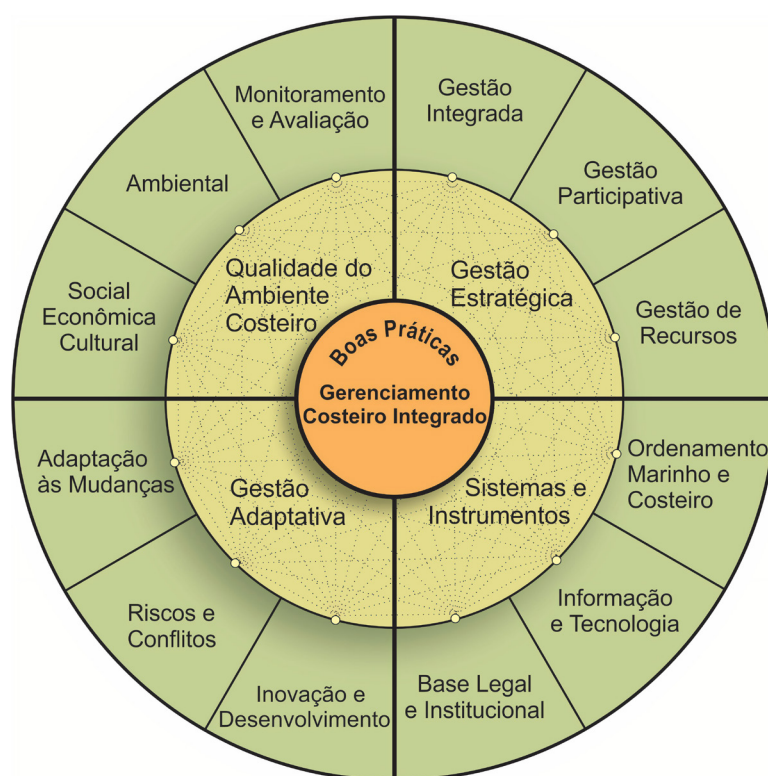 Monitoramento
e Avaliação
Gestão
Integrada
Ambiental
Gestão
Participativa
Social
Econômica
Cultural
Qualidade do
Ambiente
Costeiro
Gestão
Estratégica
Gestão de
Recursos
Boas Práticas
Gerenciamento
Costeiro Integrado
Adaptação
às Mudanças
Gestão
Adaptativa
Sistemas e
Instrumentos
Ordenamento
Marinho e
Costeiro
Riscos e
Conflitos
Informação
e Tecnologia
Inovação e
Desenvolvimento
Base Legal
e Institucional